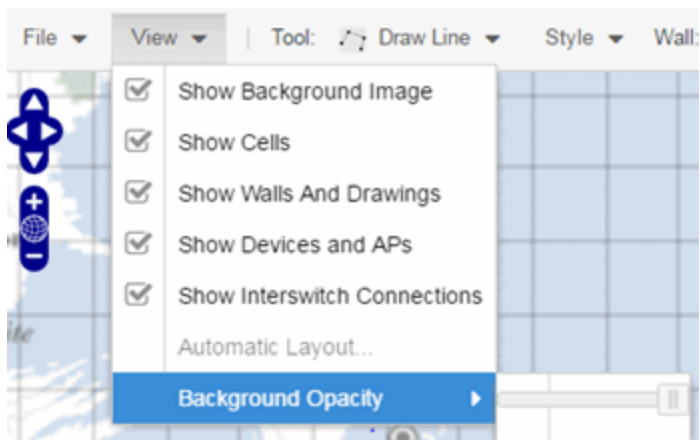 File View Tool: Draw Line Style Wall:
Show Background Image
Show Cells
Show Walls And Drawings
Show Devices and APs
Show Interswitch Connections
Automatic Layout...
Background Opacity